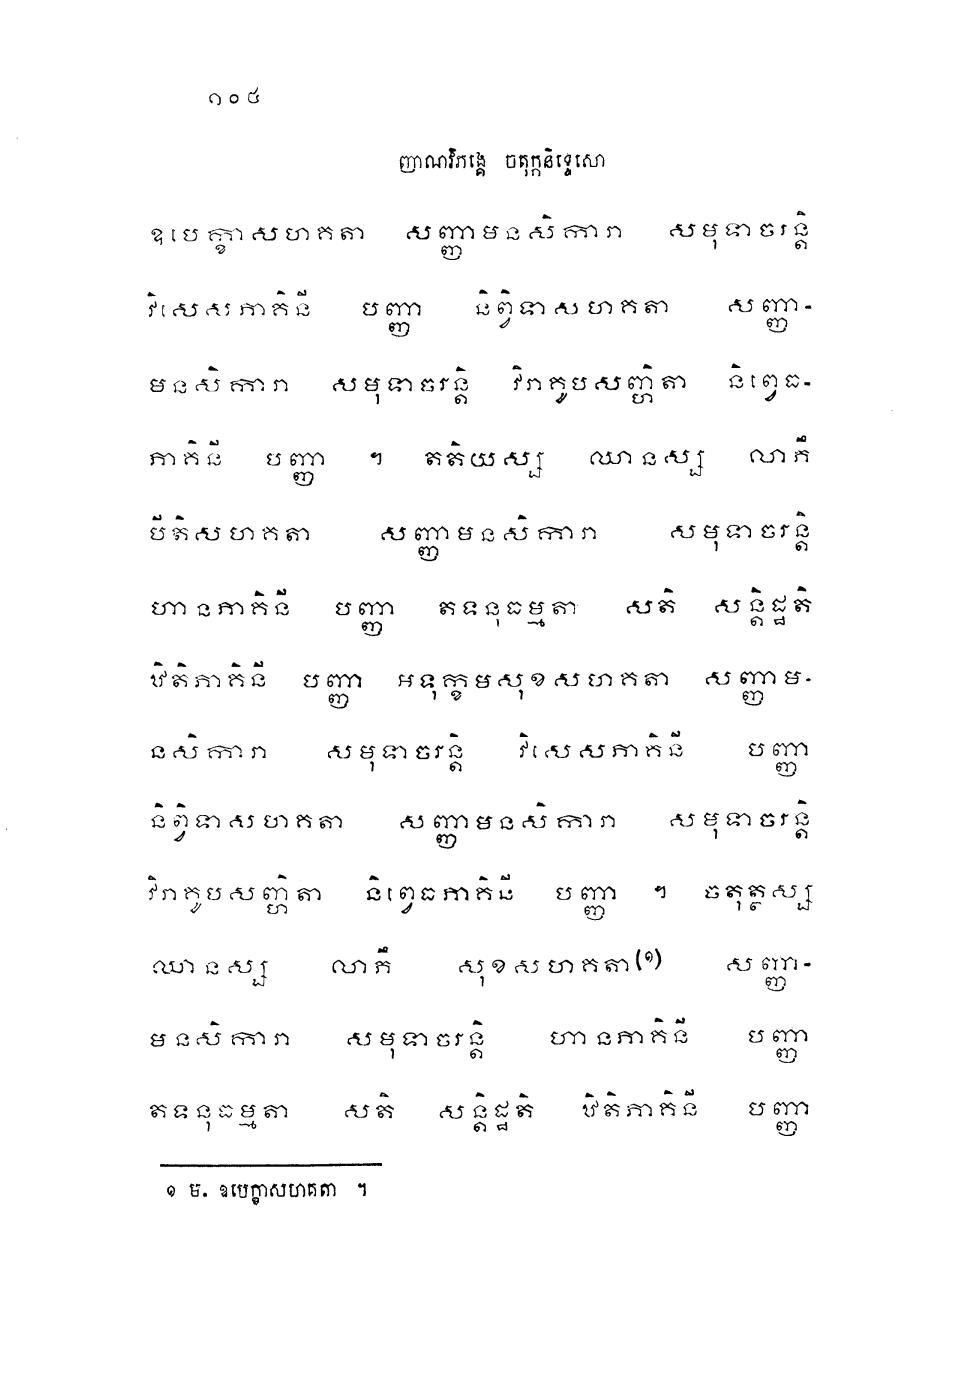 ១០៥
ញាណវិភង្គេ ចតុក្កនិទ្ទេសោ
ឧបេក្ខាសហគតា សញ្ញាមនសិការា សមុទាចរន្តិ
វិសេសភាគិនី បញ្ញា និព្វិទាសហគតា សញ្ញា-
មនសិការា សមុទាចរន្តិ វិរាគូបសញ្ហិតា និព្វេធ-
ភាគិនី បញ្ញា ។ តតិយស្ស ឈានស្ស លាភឹ
បីតិសហគតា សញ្ញាមនសិការា សមុទាចរន្តិ
ហានភាគិនី បញ្ញា តទនុធម្មតា សតិ សន្តិដ្ឋតិ
ឋិតិភាគិនី បញ្ញា អទុក្ខមសុខសហគតា សញ្ញាម-
នសិការា សមុទាចរន្តិ វិសេសភាគិនី បញ្ញា
និព្វិទាសហគតា សញ្ញាមនសិការា សមុទាចរន្តិ
វិរាគូបសញ្ហិតា និព្វេធភាគិនី បញ្ញា ។ ចតុត្ថស្ស
ឈានស្ស លាភឹ សុខសហគតា(១) សញ្ញា-
មនសិការា សមុទាចរន្តិ ហានភាគិនី បញ្ញា
តទនុធម្មតា សតិ សន្តិដ្ឋតិ ឋិតិភាគិនី បញ្ញា
១ ម. ឧបេក្ខាសហគតា ។